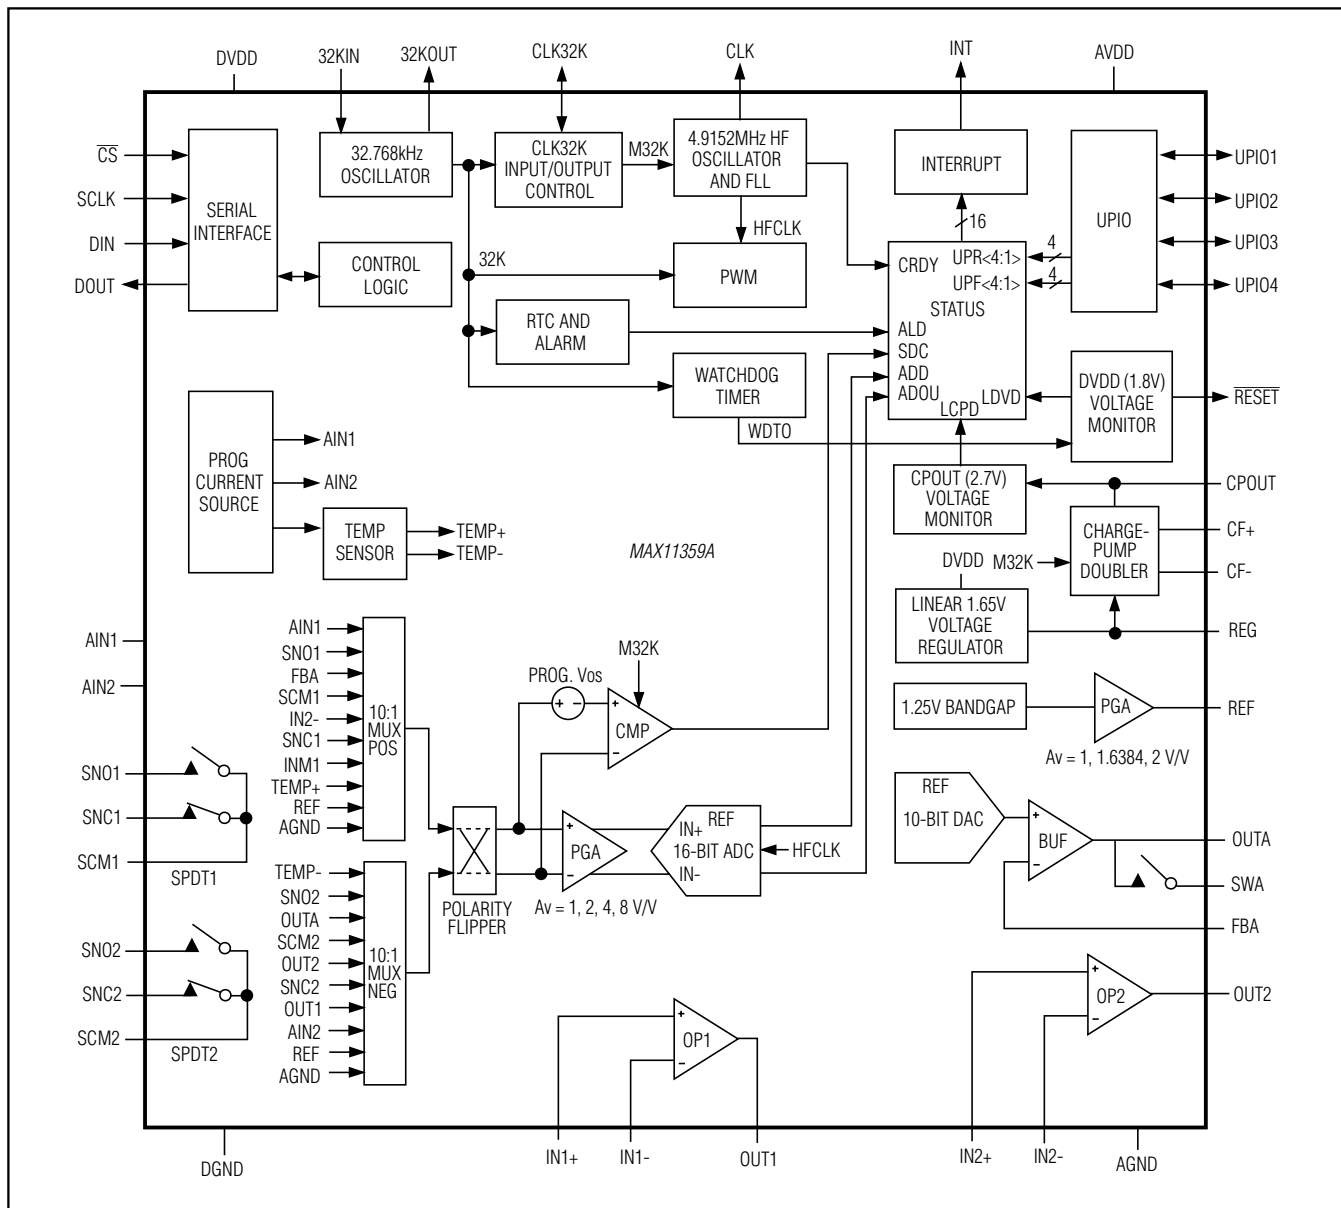 DVDD
32KIN
32KOUT
CLK32K
CLK
INT
AVDD
CS
SCLK
DIN
DOUT
SERIAL
INTERFACE
32.768kHz
OSCILLATOR
CONTROL
LOGIC
CLK32K
INPUT/OUTPUT
CONTROL
M32K
4.9152MHz HF
OSCILLATOR
AND FLL
HFCLK
32K
PWM
RTC AND
ALARM
WATCHDOG
TIMER
WDTO
INTERRUPT
16
CRDY
UPR<4:1>
UPF<4:1>
STATUS
ALD
SDC
ADD
ADOU
LDVD
LCPD
4
4
UPIO
UPIO1
UPIO2
UPIO3
UPIO4
DVDD (1.8V)
VOLTAGE
MONITOR
RESET
CPOUT (2.7V)
VOLTAGE
MONITOR
CPOUT
CHARGE-
PUMP
DOUBLER
CF+
CF-
M32K
DVDD
LINEAR 1.65V
VOLTAGE
REGULATOR
REG
PROG
CURRENT
SOURCE
AIN1
AIN2
TEMP
SENSOR
TEMP+
TEMP-
MAX11359A
AIN1
AIN2
AIN1
SNO1
FBA
SCM1
IN2-
SNC1
INM1
TEMP+
REF
AGND
10:1
MUX
POS
M32K
PROG. Vos
+ -
+
CMP
-
1.25V BANDGAP
PGA
REF
Av = 1, 1.6384, 2 V/V
SNO1
SNC1
SCM1
SPDT1
TEMP-
SNO2
OUTA
SCM2
OUT2
SNC2
OUT1
AIN2
REF
AGND
10:1
MUX
NEG
POLARITY
FLIPPER
+
PGA
-
Av = 1, 2, 4, 8 V/V
REF
IN+
16-BIT ADC
IN-
HFCLK
REF
10-BIT DAC
+
BUF
-
OUTA
SWA
FBA
SNO2
SNC2
SCM2
SPDT2
+
OP1
-
+
OP2
-
OUT2
DGND
IN1+
IN1-
OUT1
IN2+
IN2-
AGND